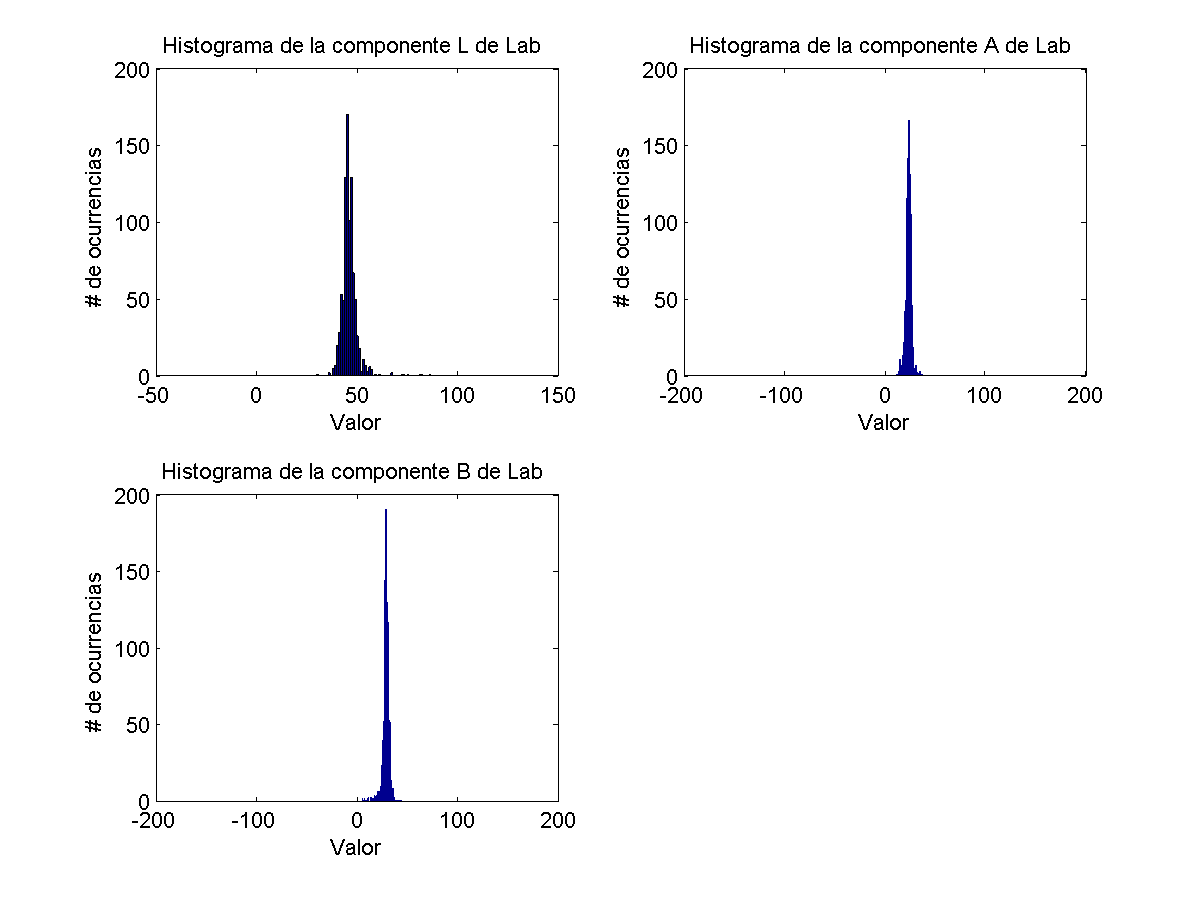 Histograma de la componente L de Lab
200
150
100
50
0
-50 0 50 100 150
# de ocurrencias
Valor
Histograma de la componente A de Lab
200
150
100
50
0
-200 -100 0 100 200
# de ocurrencias
Valor
Histograma de la componente B de Lab
200
150
100
50
0
-200 -100 0 100 200
# de ocurrencias
Valor